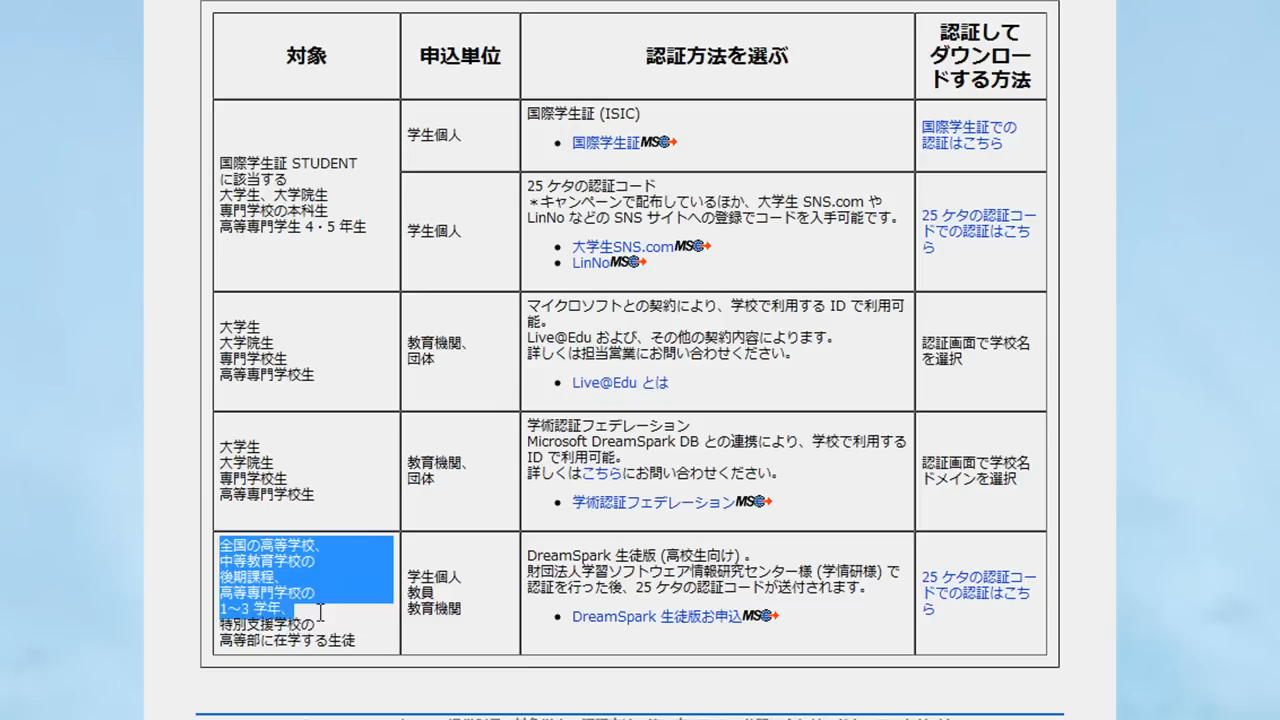 対象
申込単位
認証方法を選ぶ
認証して
ダウンロー
ドする方法
国際学生証 STUDENT
に該当する
大学生、大学院生
専門学校の本科生
高等専門学生 4・5 年生
学生個人
国際学生証 (ISIC)
国際学生証MSC
国際学生証での
認証はこちら
学生個人
25 ケタの認証コード
＊キャンペーンで配布しているほか、大学生 SNS.com や
LinNo などの SNS サイトへの登録でコードを入手可能です。
大学生SNS.comMSC
LinNoMSC
25 ケタの認証コー
ドでの認証はこち
ら
大学生
大学院生
専門学校生
高等専門学校生
教育機関、
団体
マイクロソフトとの契約により、学校で利用する ID で利用可
能。
Live@Edu および、その他の契約内容によります。
詳しくは担当営業にお問い合わせください。
Live@Edu とは
認証画面で学校名
を選択
大学生
大学院生
専門学校生
高等専門学校生
教育機関、
団体
学術認証フェデレーション
Microsoft DreamSpark DB との連携により、学校で利用する
ID で利用可能。
詳しくはこちらにお問い合わせください。
学術認証フェデレーションMSC
認証画面で学校名
ドメインを選択
全国の高等学校、
中等教育学校の
後期課程、
高等専門学校の
1～3 学年、
特別支援学校の
高等部に在学する生徒
学生個人
教員
教育機関
DreamSpark 生徒版 (高校生向け) 。
財団法人学習ソフトウェア情報研究センター様 (学情研様) で
認証を行った後、25 ケタの認証コードが送付されます。
DreamSpark 生徒版お申込MSC
25 ケタの認証コー
ドでの認証はこち
ら